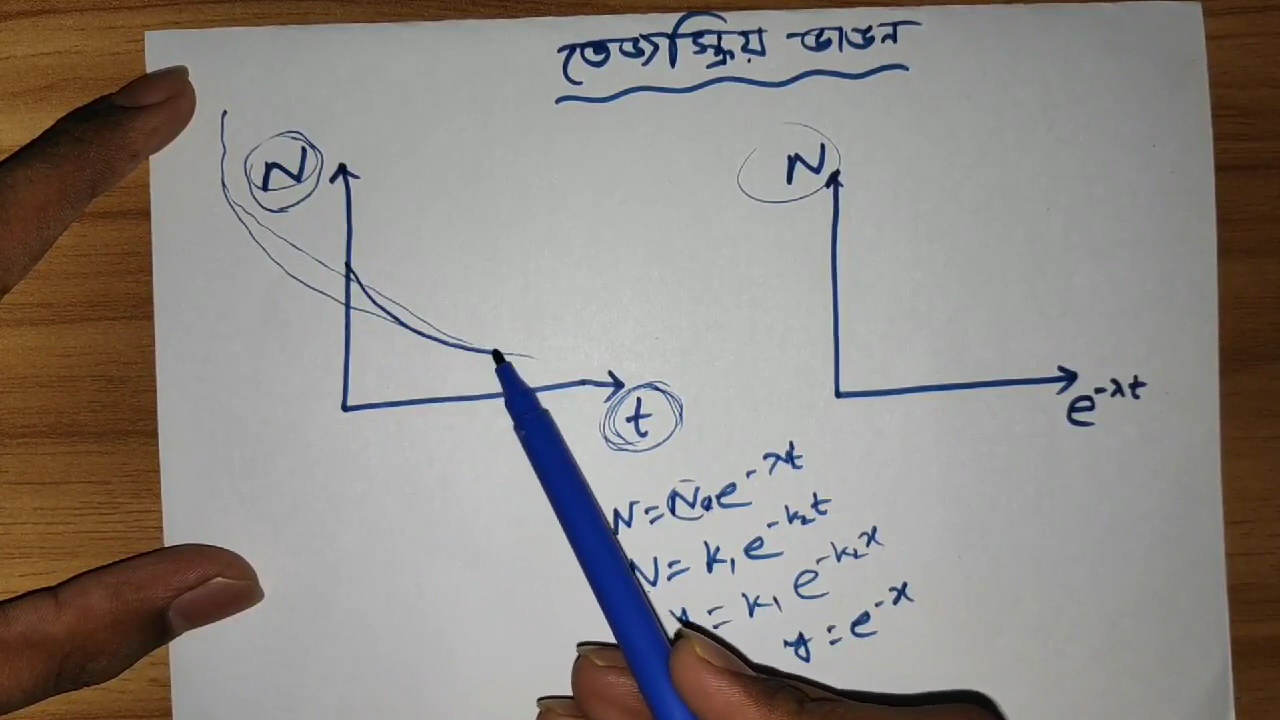 তেজস্ক্রিয় ভাঙন
N
t
N
e^-λt
N = N₀e^-λt
N = k₁e^-k₂t
y = k₁e^-k₂x
y = e^-x